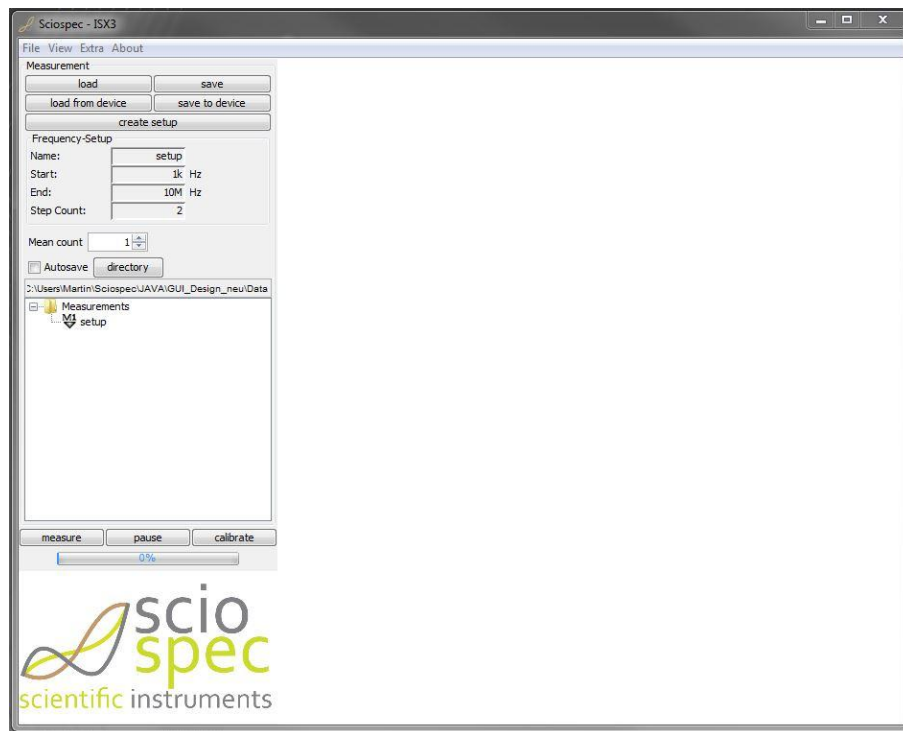 Sciospec - ISX3
File View Extra About
Measurement
load save
load from device save to device
create setup
Frequency-Setup
Name: setup
Start: 1k Hz
End: 10M Hz
Step Count: 2
Mean count 1
Autosave directory
:\Users\Martin\Sciospec\JAVA\GUI_Design_neu\Data
Measurements
M1 setup
measure pause calibrate
0%
scio
spec
scientific instruments